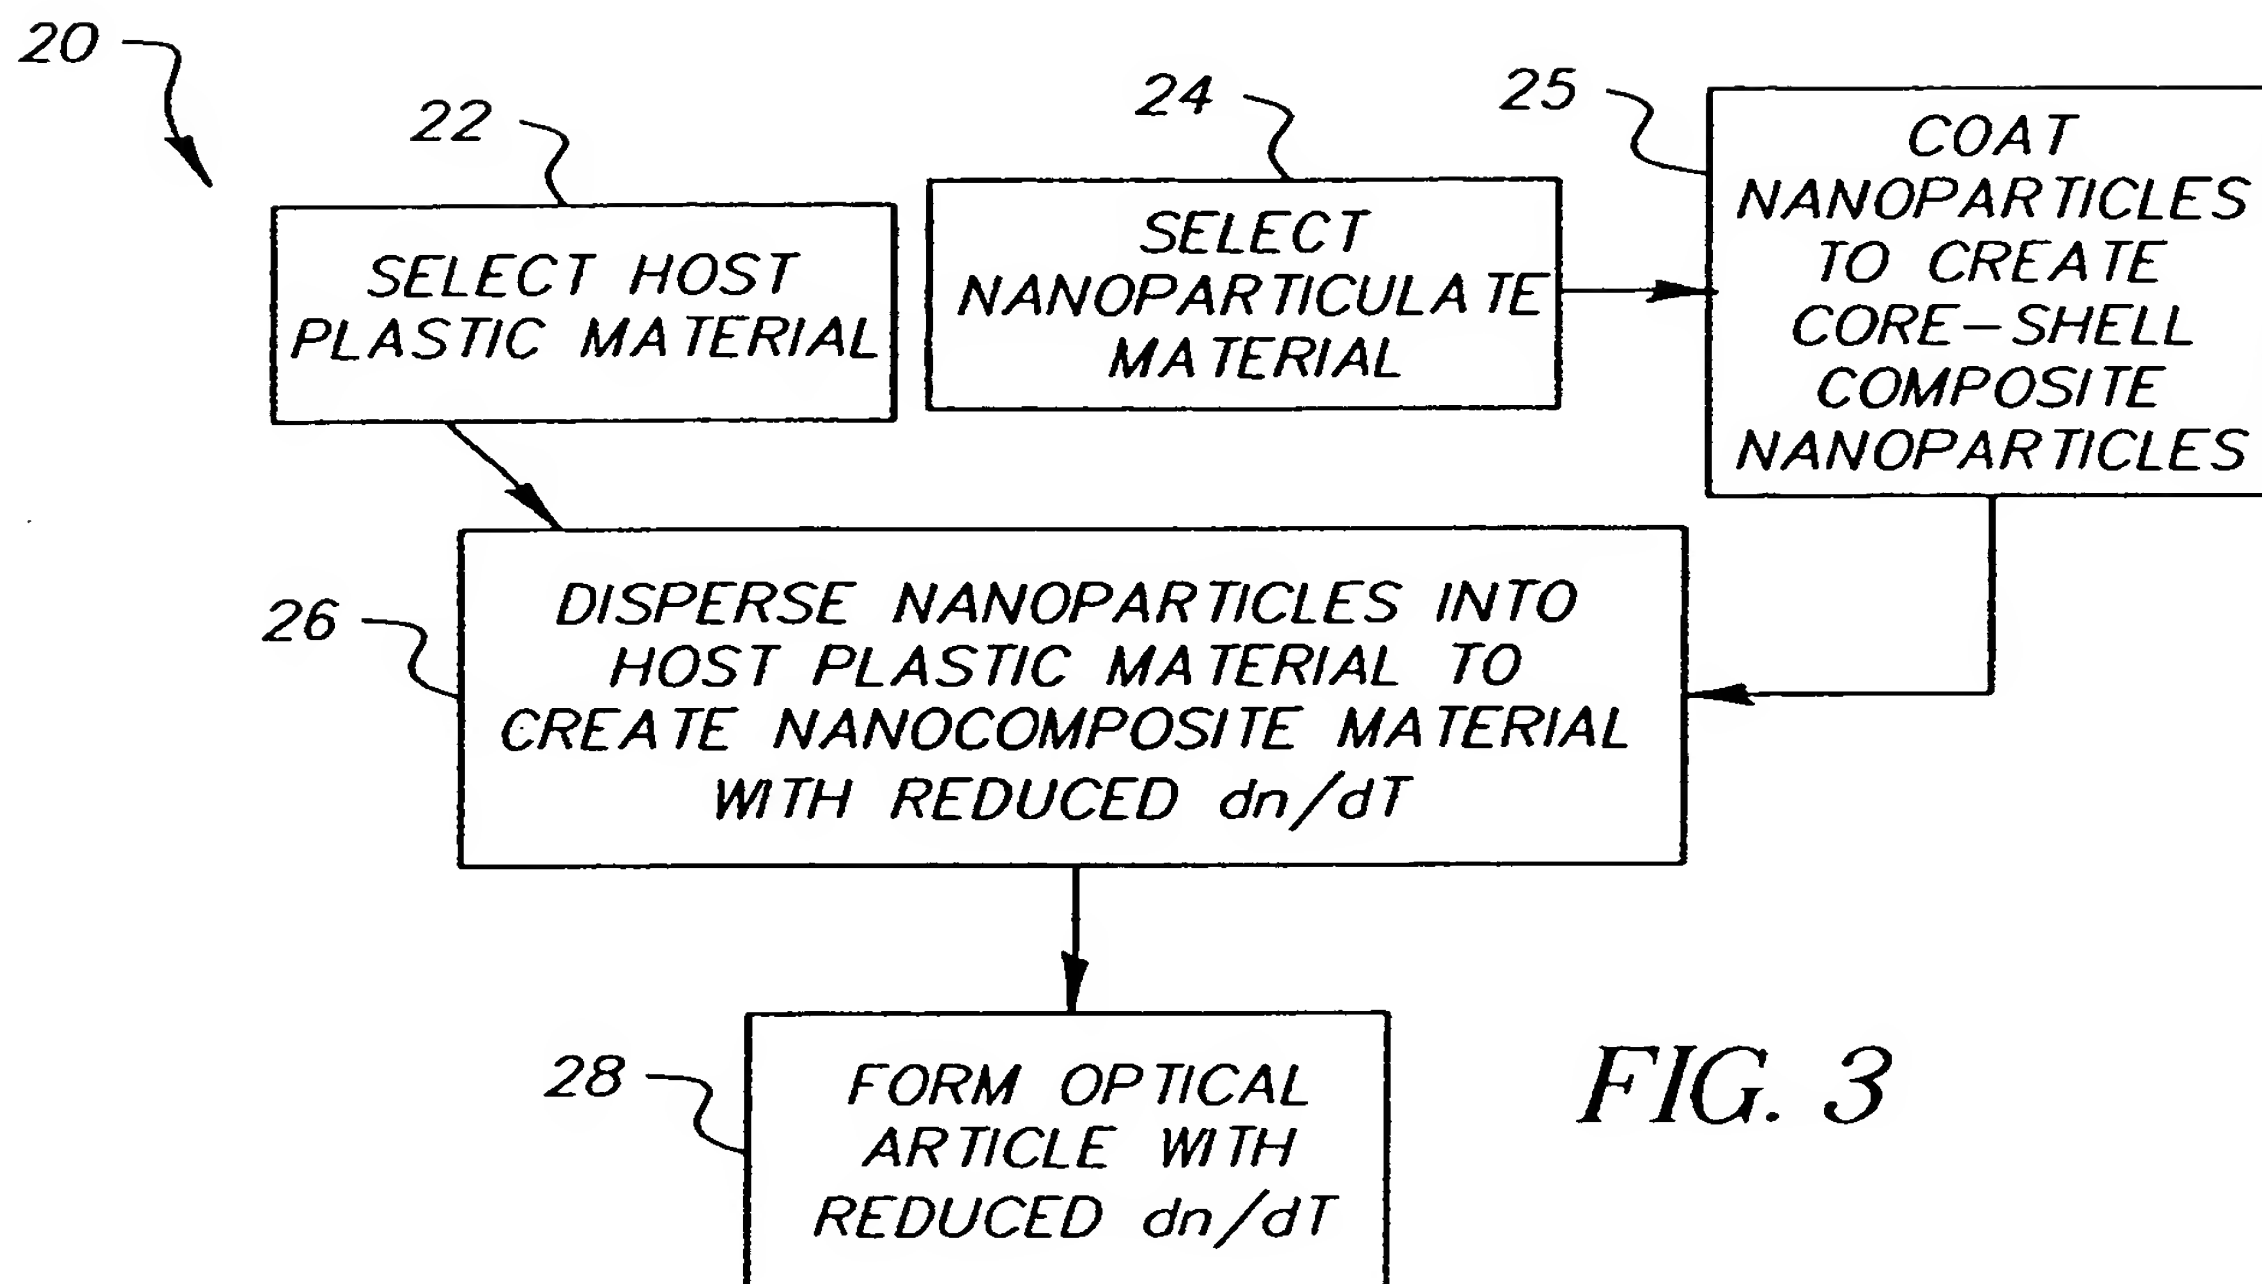 20
22
SELECT HOST
PLASTIC MATERIAL
24
SELECT
NANOPARTICULATE
MATERIAL
25
COAT
NANOPARTICLES
TO CREATE
CORE-SHELL
COMPOSITE
NANOPARTICLES
26
DISPERSE NANOPARTICLES INTO
HOST PLASTIC MATERIAL TO
CREATE NANOCOMPOSITE MATERIAL
WITH REDUCED dn/dT
28
FORM OPTICAL
ARTICLE WITH
REDUCED dn/dT
FIG. 3